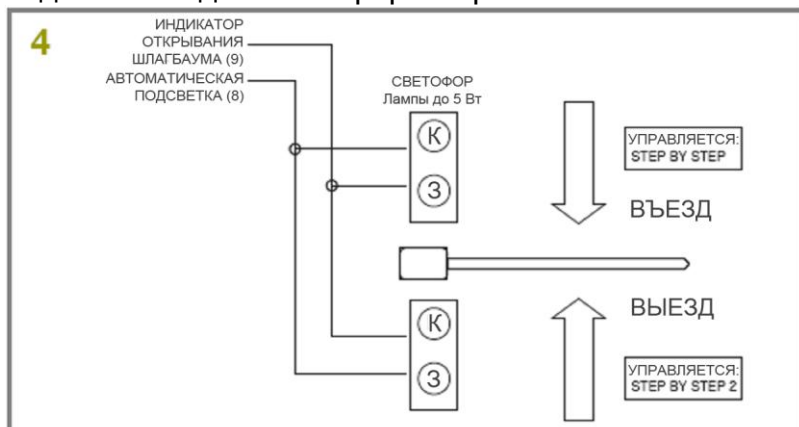 4
ИНДИКАТОР
ОТКРЫВАНИЯ
ШЛАГБАУМА (9)
АВТОМАТИЧЕСКАЯ
ПОДСВЕТКА (8)
СВЕТОФОР
Лампы до 5 Вт
К
З
УПРАВЛЯЕТСЯ:
STEP BY STEP
ВЪЕЗД
ВЫЕЗД
К
З
УПРАВЛЯЕТСЯ:
STEP BY STEP 2